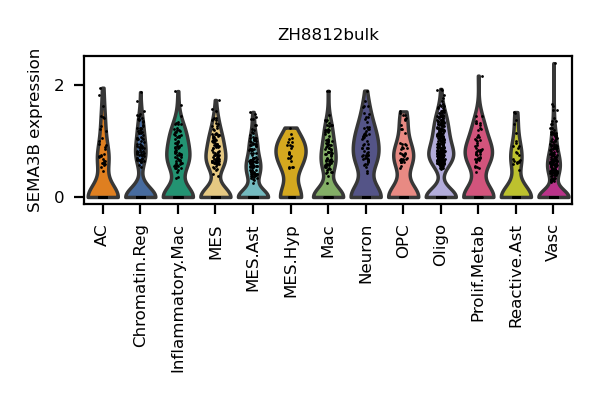 ZH8812bulk
SEMA3B expression
2
0
AC
Chromatin.Reg
Inflammatory.Mac
MES
MES.Ast
MES.Hyp
Mac
Neuron
OPC
Oligo
Prolif.Metab
Reactive.Ast
Vasc